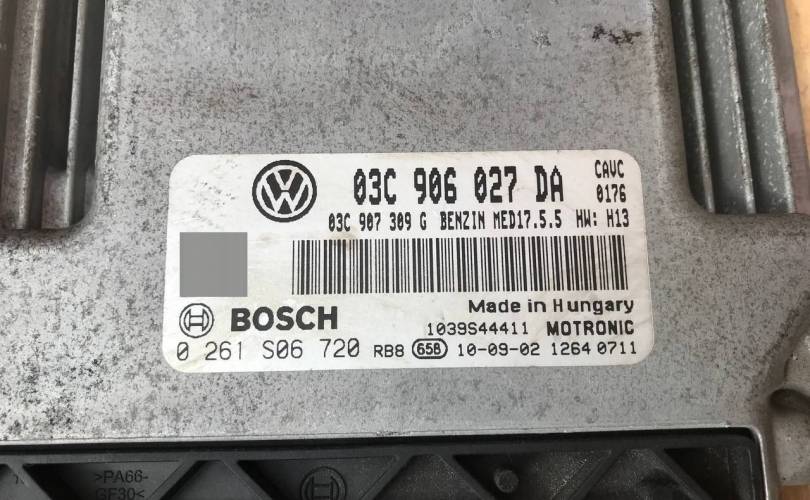 03C 906 027 DA CAVC
0176
03C 907 309 G BENZIN MED17.5.5 HW: H13
Made in Hungary
BOSCH 1039S44411 MOTRONIC
0 261 S06 720 RB8 658 10-09-02 1264 0711
>PA66-
GF30<